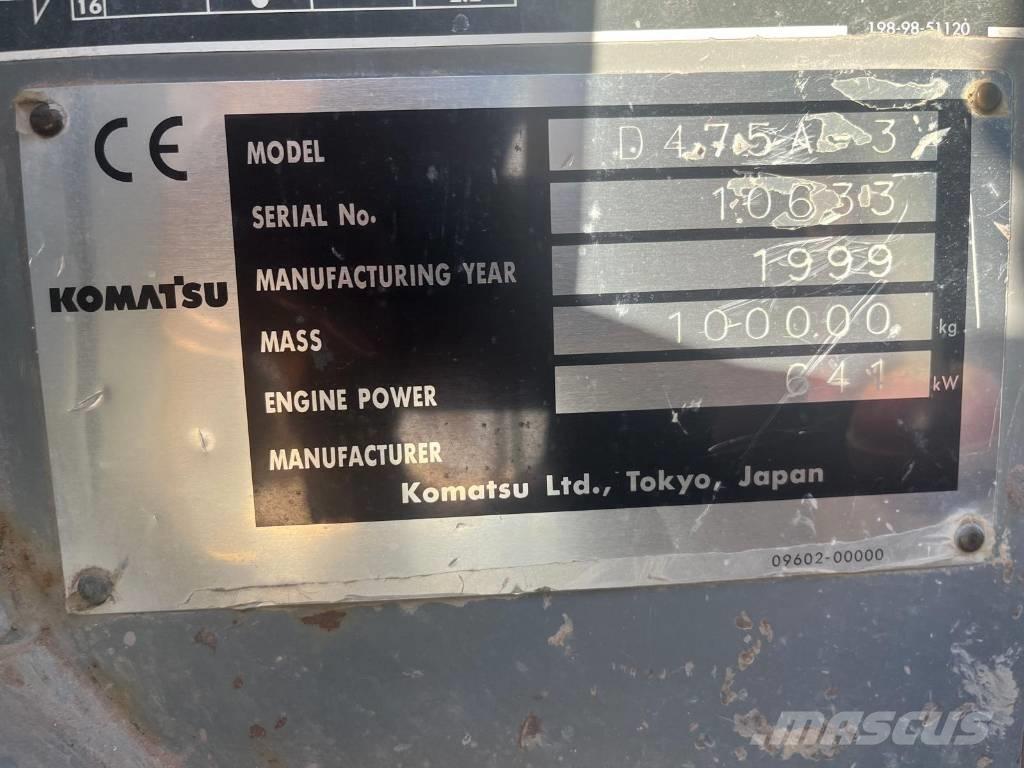 16
198-98-51120
CE
MODEL D475A-3
SERIAL No. 10633
MANUFACTURING YEAR 1999
KOMATSU
MASS 100000 kg
ENGINE POWER 641 kW
MANUFACTURER
Komatsu Ltd., Tokyo, Japan
09602-00000
MASCUS